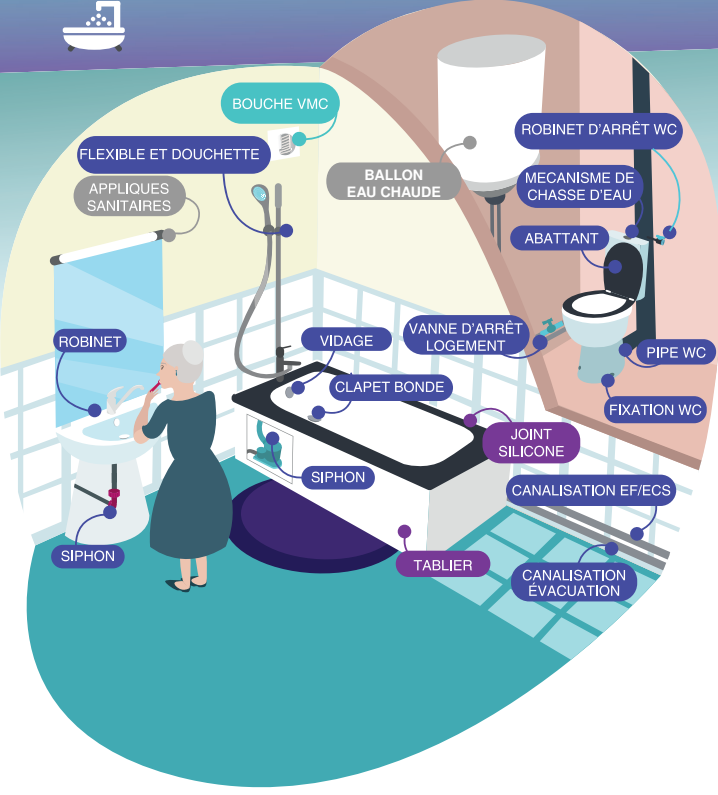 BOUCHE VMC
ROBINET D'ARRÊT WC
FLEXIBLE ET DOUCHETTE
APPLIQUES
SANITAIRES
BALLON
EAU CHAUDE
MECANISME DE
CHASSE D'EAU
ABATTANT
ROBINET
VIDAGE
VANNE D'ARRÊT
LOGEMENT
PIPE WC
CLAPET BONDE
FIXATION WC
JOINT
SILICONE
SIPHON
CANALISATION EF/ECS
SIPHON
TABLIER
CANALISATION
ÉVACUATION